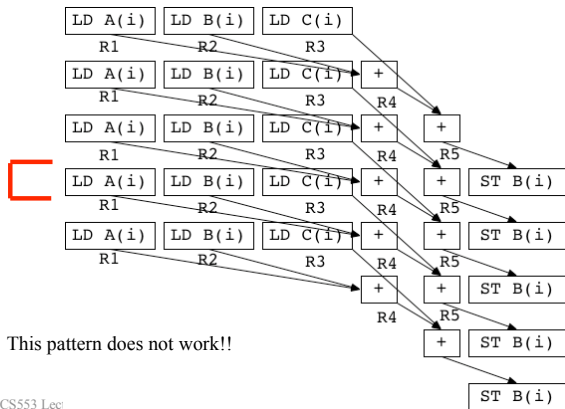 LD A(i) LD B(i) LD C(i)
R1 R2 R3
LD A(i) LD B(i) LD C(i) +
R1 R2 R3 R4
LD A(i) LD B(i) LD C(i) + +
R1 R2 R3 R4 R5
LD A(i) LD B(i) LD C(i) + + ST B(i)
R1 R2 R3 R4 R5
LD A(i) LD B(i) LD C(i) + + ST B(i)
R1 R2 R3 R4 R5
+ + ST B(i)
R4 R5
This pattern does not work!! + ST B(i)
ST B(i)
CS553